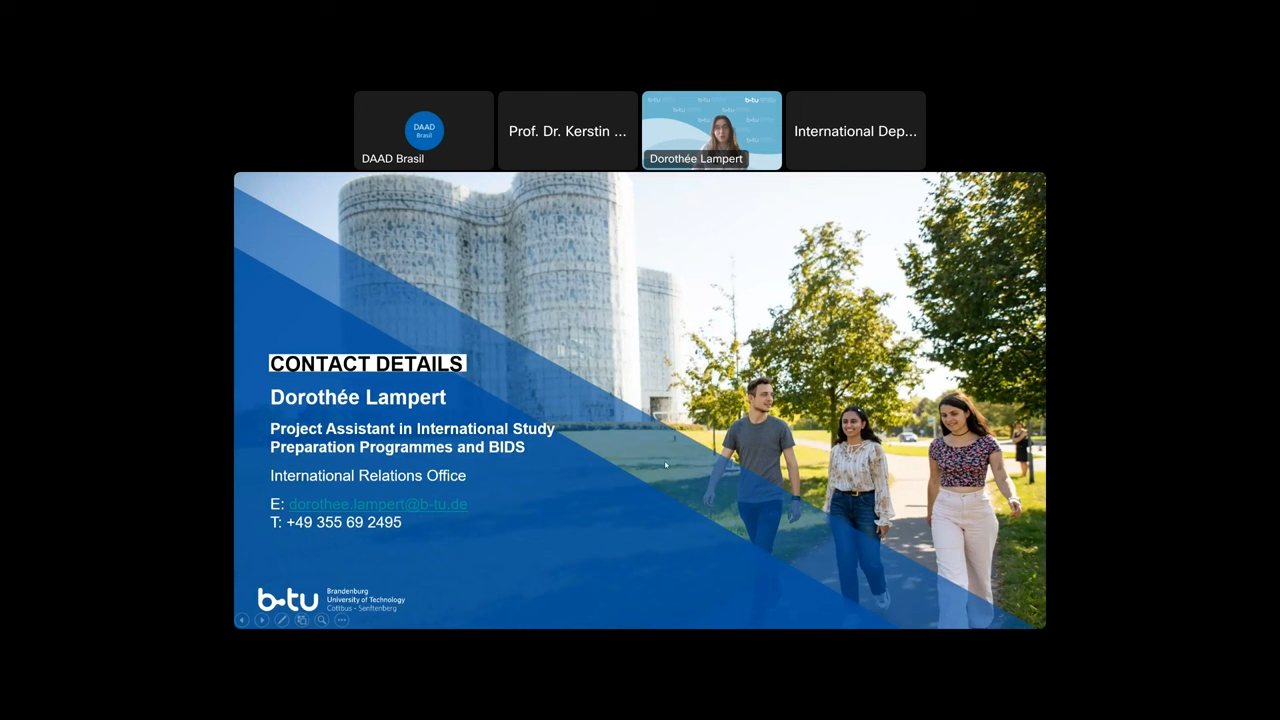 DAAD
Brasil
DAAD Brasil
Prof. Dr. Kerstin ...
b-tu
Dorothée Lampert
International Dep...
CONTACT DETAILS
Dorothée Lampert
Project Assistant in International Study
Preparation Programmes and BIDS
International Relations Office
E: dorothee.lampert@b-tu.de
T: +49 355 69 2495
b-tu
Brandenburg
University of Technology
Cottbus - Senftenberg